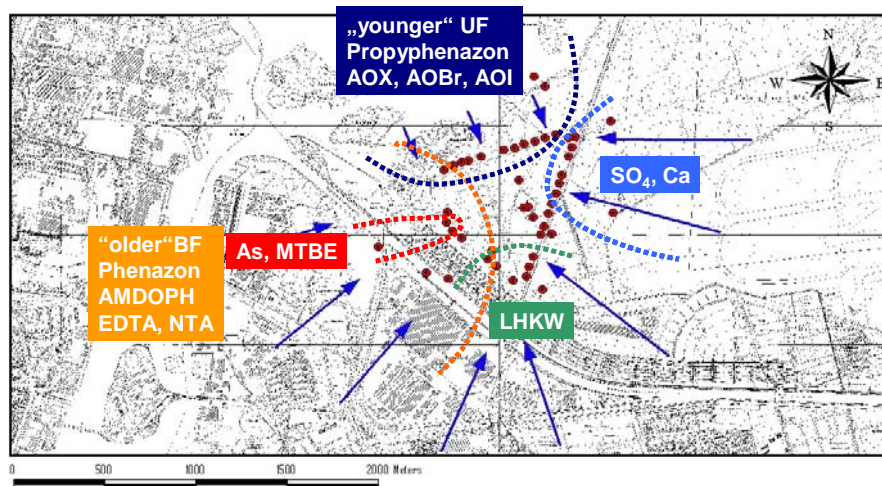 „younger“ UF
Propyphenazon
AOX, AOBr, AOI
N
W
E
S
SO₄, Ca
“older“BF
Phenazon
AMDOPH
EDTA, NTA
As, MTBE
LHKW
0 500 1000 1500 2000 Meters